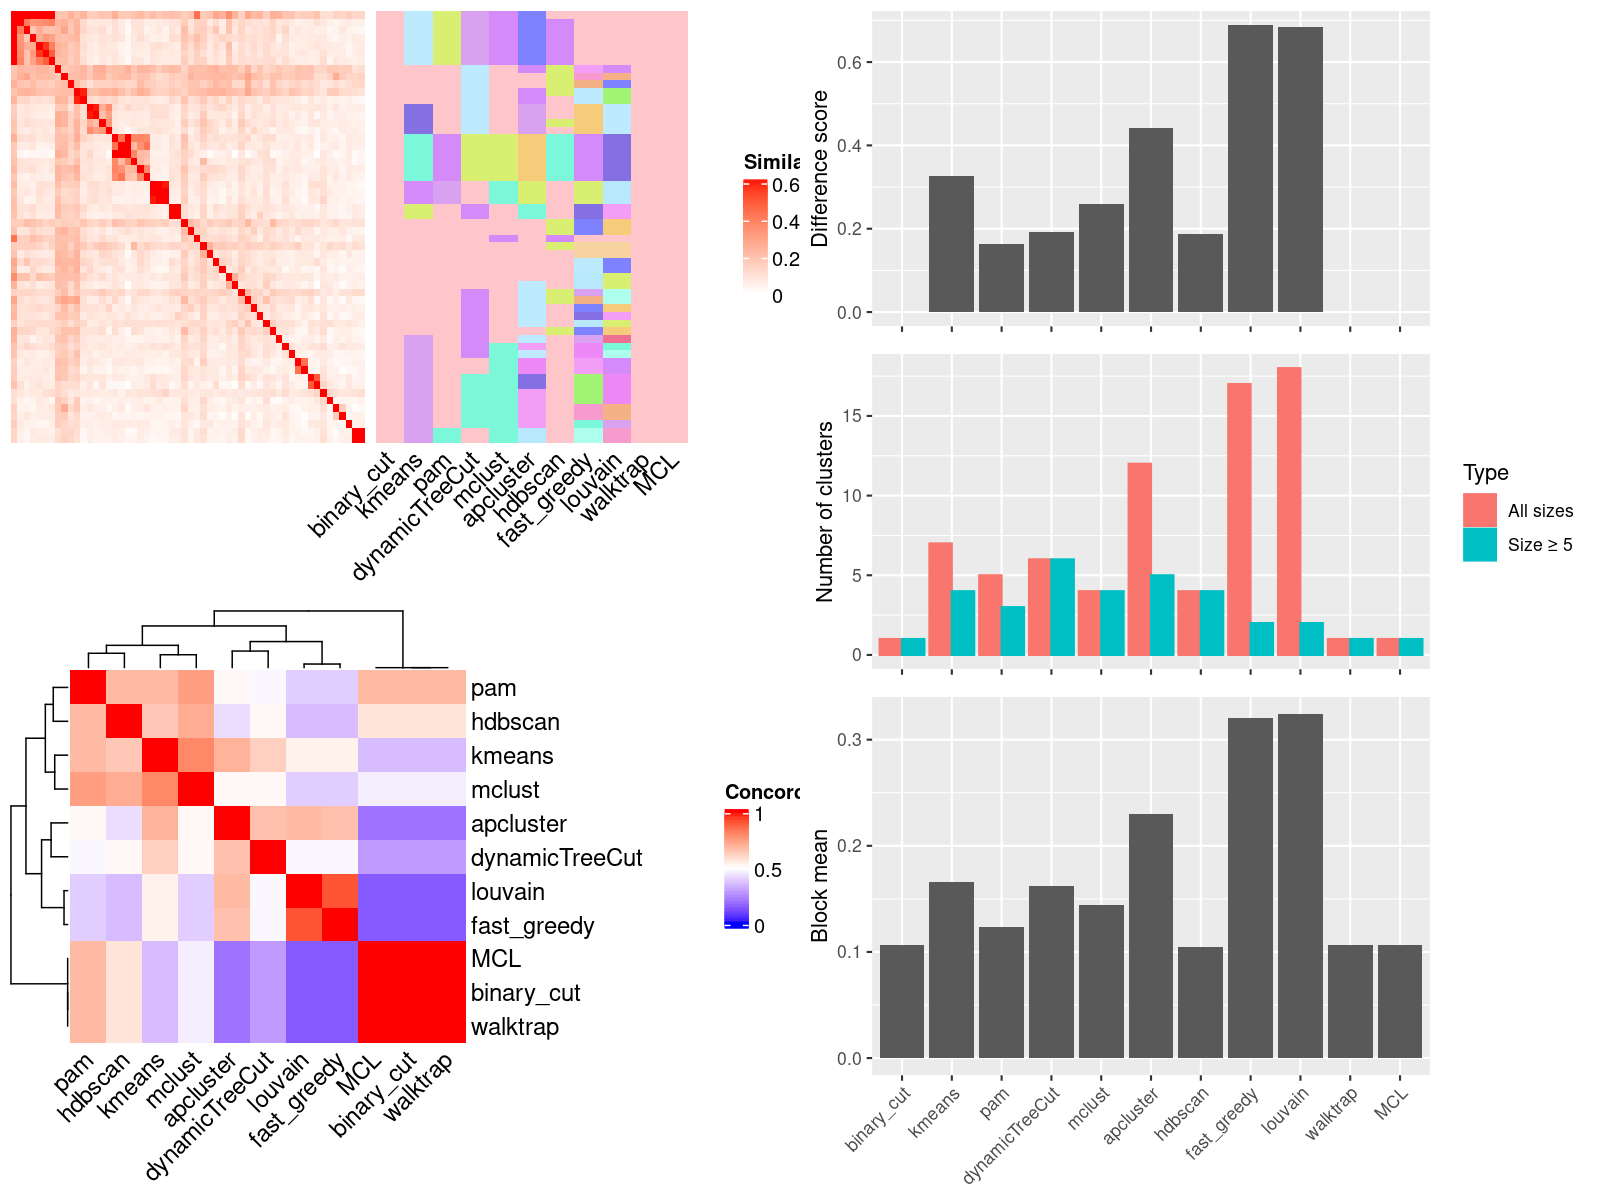 Simila
0.6
0.4
0.2
0
binary_cut
kmeans
pam
dynamicTreeCut
mclust
apcluster
hdbscan
fast_greedy
louvain
walktrap
MCL
pam
hdbscan
kmeans
mclust
apcluster
dynamicTreeCut
louvain
fast_greedy
MCL
binary_cut
walktrap
Concord
1
0.5
0
pam
hdbscan
kmeans
mclust
apcluster
dynamicTreeCut
louvain
fast_greedy
MCL
binary_cut
walktrap
Difference score
0.6
0.4
0.2
0.0
Number of clusters
15
10
5
0
Type
All sizes
Size ≥ 5
Block mean
0.3
0.2
0.1
0.0
binary_cut
kmeans
pam
dynamicTreeCut
mclust
apcluster
hdbscan
fast_greedy
louvain
walktrap
MCL